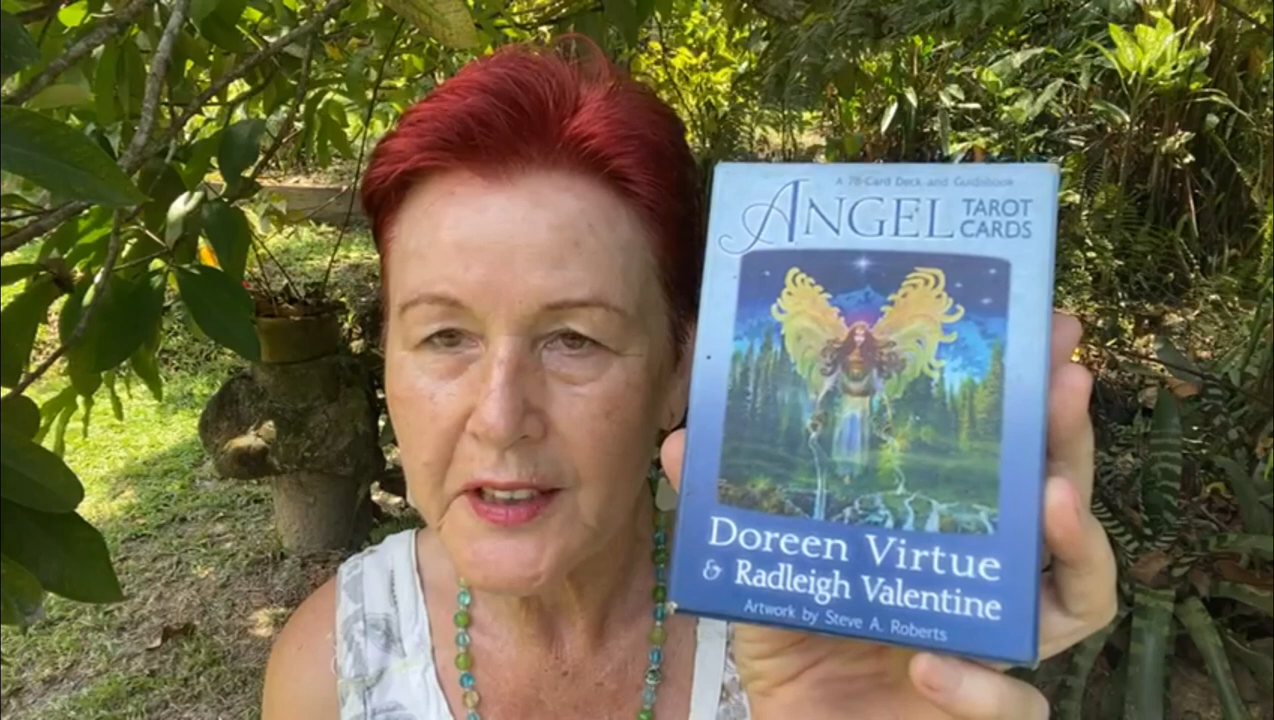 A 78-Card Deck and Guidebook
ANGEL TAROT CARDS
Doreen Virtue
& Radleigh Valentine
Artwork by Steve A. Roberts